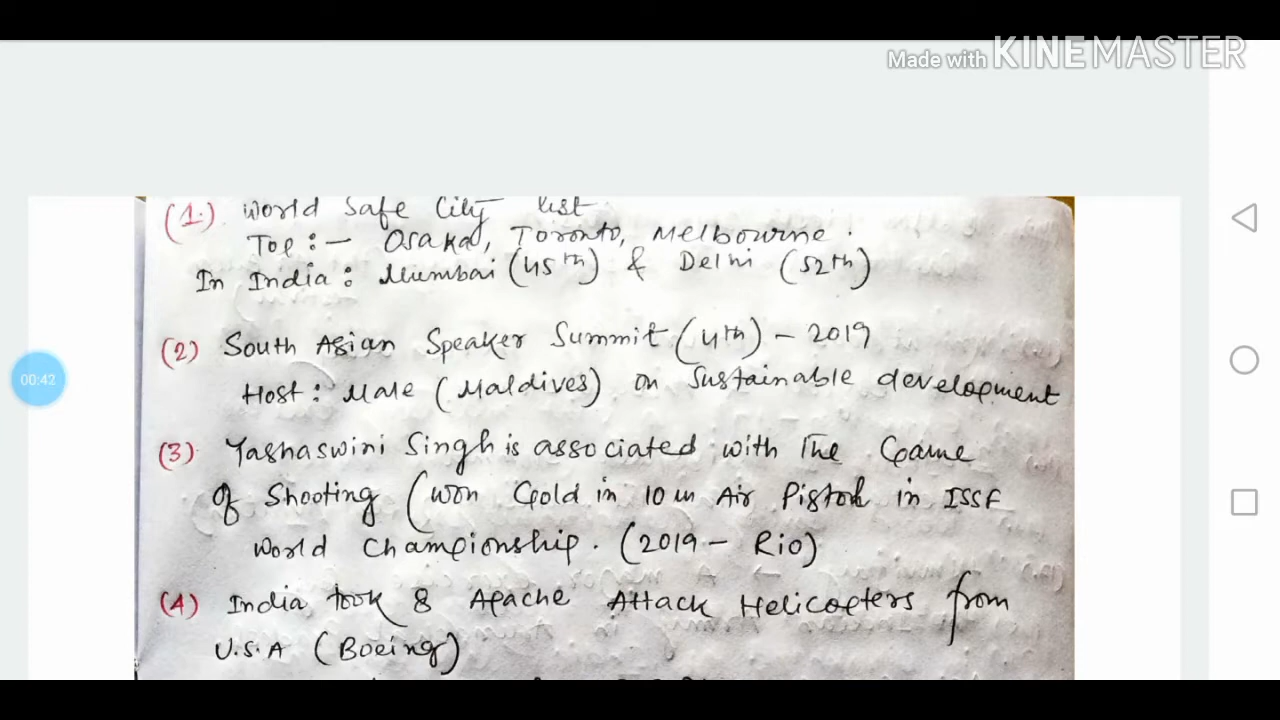 Made with KINEMASTER
(1.) World Safe City list
Top :- Osaka, Toronto, Melbourne.
In India : Mumbai (45th) & Delhi (52th)
(2) South Asian Speaker Summit (4th) - 2019
Host : Male (Maldives) on Sustainable development
00:42
(3) Yashaswini Singh is associated with The Game
of Shooting (Won Gold in 10 m Air Pistol in ISSF
World Championship. (2019 - Rio)
(4) India took 8 Apache Attack Helicopters from
U.S.A (Boeing)